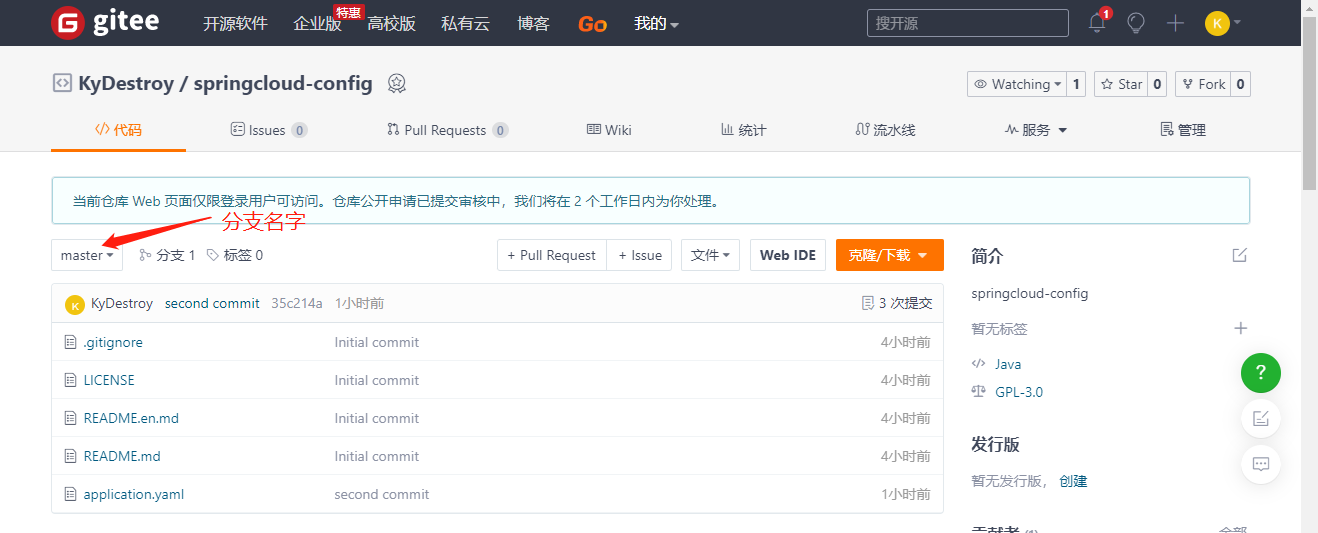 gitee 开源软件 企业版 特惠 高校版 私有云 博客 Go 我的 搜开源 1 K
KyDestroy / springcloud-config Watching 1 Star 0 Fork 0
代码 Issues 0 Pull Requests 0 Wiki 统计 流水线 服务 管理
当前仓库 Web 页面仅限登录用户可访问。仓库公开申请已提交审核中，我们将在 2 个工作日内为你处理。
分支名字
master 分支 1 标签 0 + Pull Request + Issue 文件 Web IDE 克隆/下载
K KyDestroy second commit 35c214a 1小时前 3 次提交
.gitignore Initial commit 4小时前
LICENSE Initial commit 4小时前
README.en.md Initial commit 4小时前
README.md Initial commit 4小时前
application.yaml second commit 1小时前
简介
springcloud-config
暂无标签
Java
GPL-3.0
?
发行版
暂无发行版， 创建